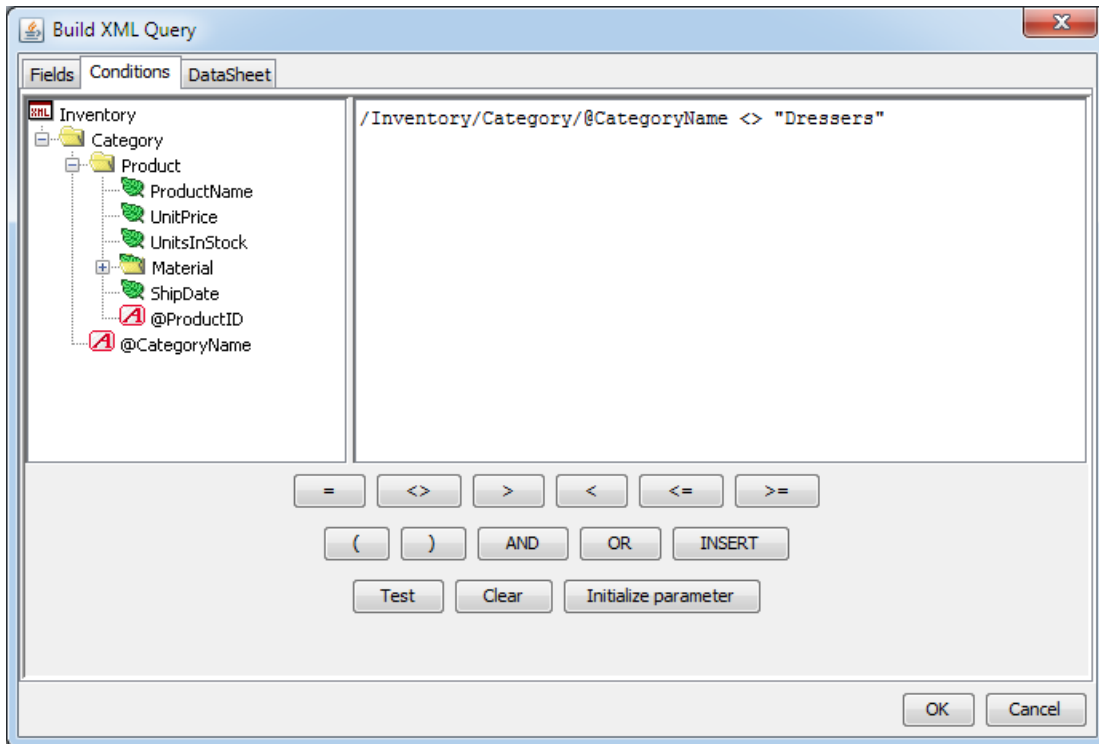 Build XML Query
Fields Conditions DataSheet
XML Inventory
Category
Product
ProductName
UnitPrice
UnitsInStock
Material
ShipDate
A @ProductID
A @CategoryName
/Inventory/Category/@CategoryName <> "Dressers"
= <> > < <= >=
( ) AND OR INSERT
Test Clear Initialize parameter
OK Cancel